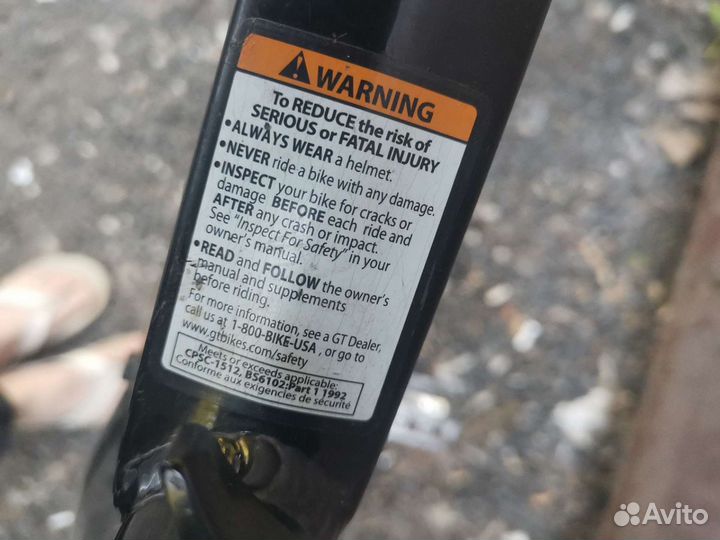 WARNING
To REDUCE the risk of
SERIOUS or FATAL INJURY
•ALWAYS WEAR a helmet.
•NEVER ride a bike with any damage.
•INSPECT your bike for cracks or
damage BEFORE each ride and
AFTER any crash or impact.
See "Inspect For Safety" in your
owner's manual.
•READ and FOLLOW the owner's
manual and supplements
before riding.
For more information, see a GT Dealer,
call us at 1-800-BIKE-USA, or go to
www.gtbikes.com/safety
Meets or exceeds applicable:
CPSC-1512, BS6102:Part 1 1992
Conforme aux exigencies de sécurité
Avito